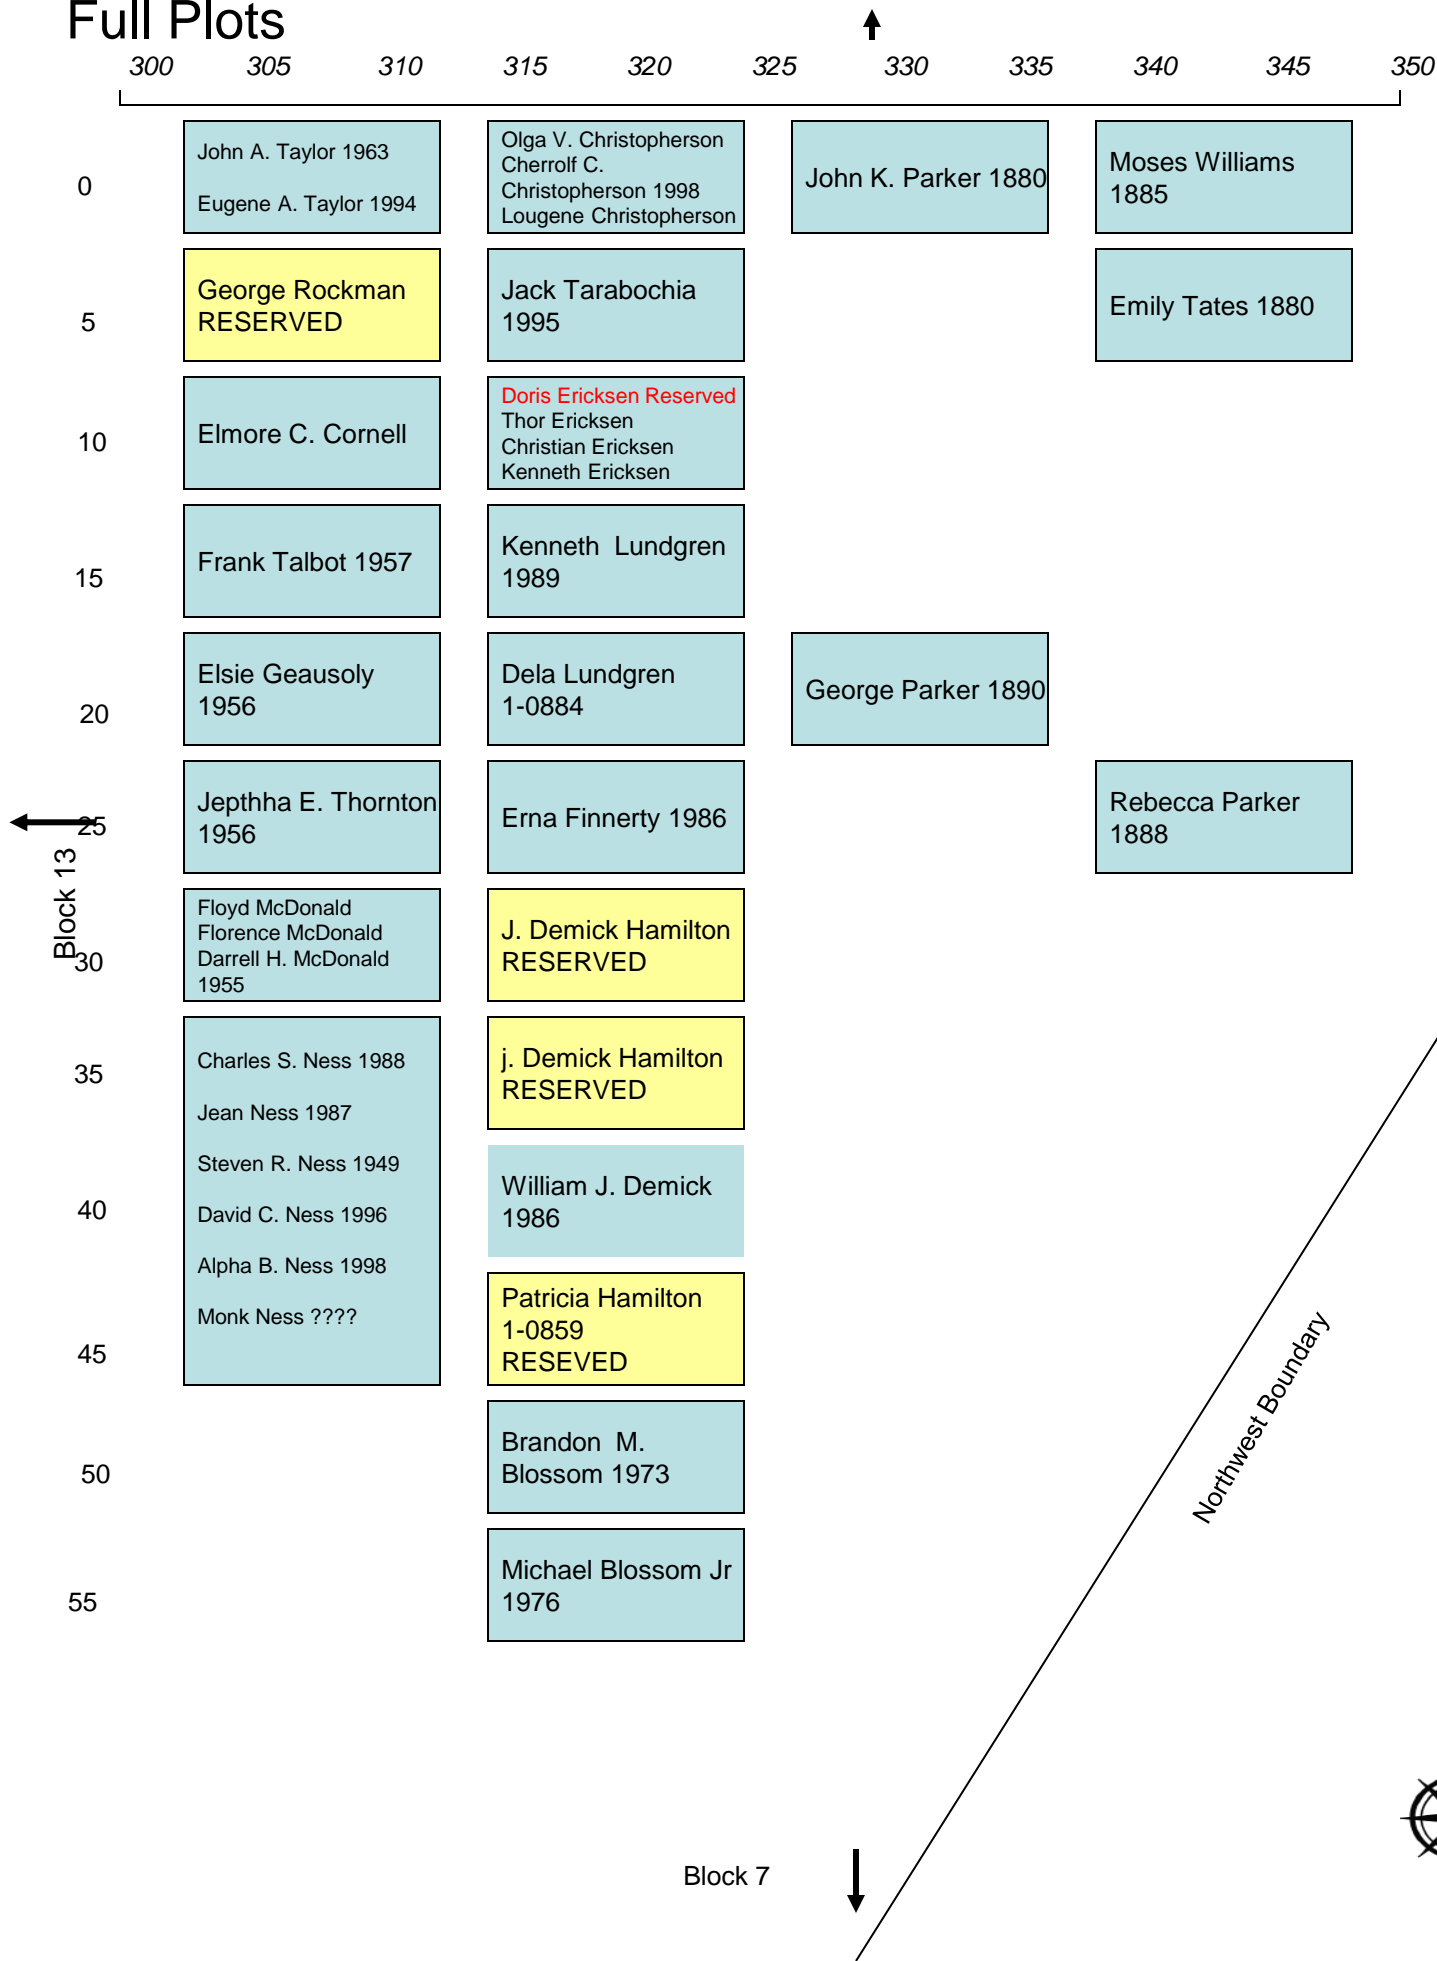 Full Plots
300 305 310 315 320 325 330 335 340 345 350
0
John A. Taylor 1963
Eugene A. Taylor 1994
Olga V. Christopherson
Cherrolf C.
Christopherson 1998
Lougene Christopherson
John K. Parker 1880
Moses Williams
1885
5
George Rockman
RESERVED
Jack Tarabochia
1995
Emily Tates 1880
10
Elmore C. Cornell
Doris Ericksen Reserved
Thor Ericksen
Christian Ericksen
Kenneth Ericksen
15
Frank Talbot 1957
Kenneth  Lundgren
1989
20
Elsie Geausoly
1956
Dela Lundgren
1-0884
George Parker 1890
25
Jepthha E. Thornton
1956
Erna Finnerty 1986
Rebecca Parker
1888
Block 13
30
Floyd McDonald
Florence McDonald
Darrell H. McDonald
1955
J. Demick Hamilton
RESERVED
35
Charles S. Ness 1988
Jean Ness 1987
Steven R. Ness 1949
David C. Ness 1996
Alpha B. Ness 1998
Monk Ness ????
j. Demick Hamilton
RESERVED
40
William J. Demick
1986
45
Patricia Hamilton
1-0859
RESEVED
50
Brandon  M.
Blossom 1973
55
Michael Blossom Jr
1976
Northwest Boundary
Block 7